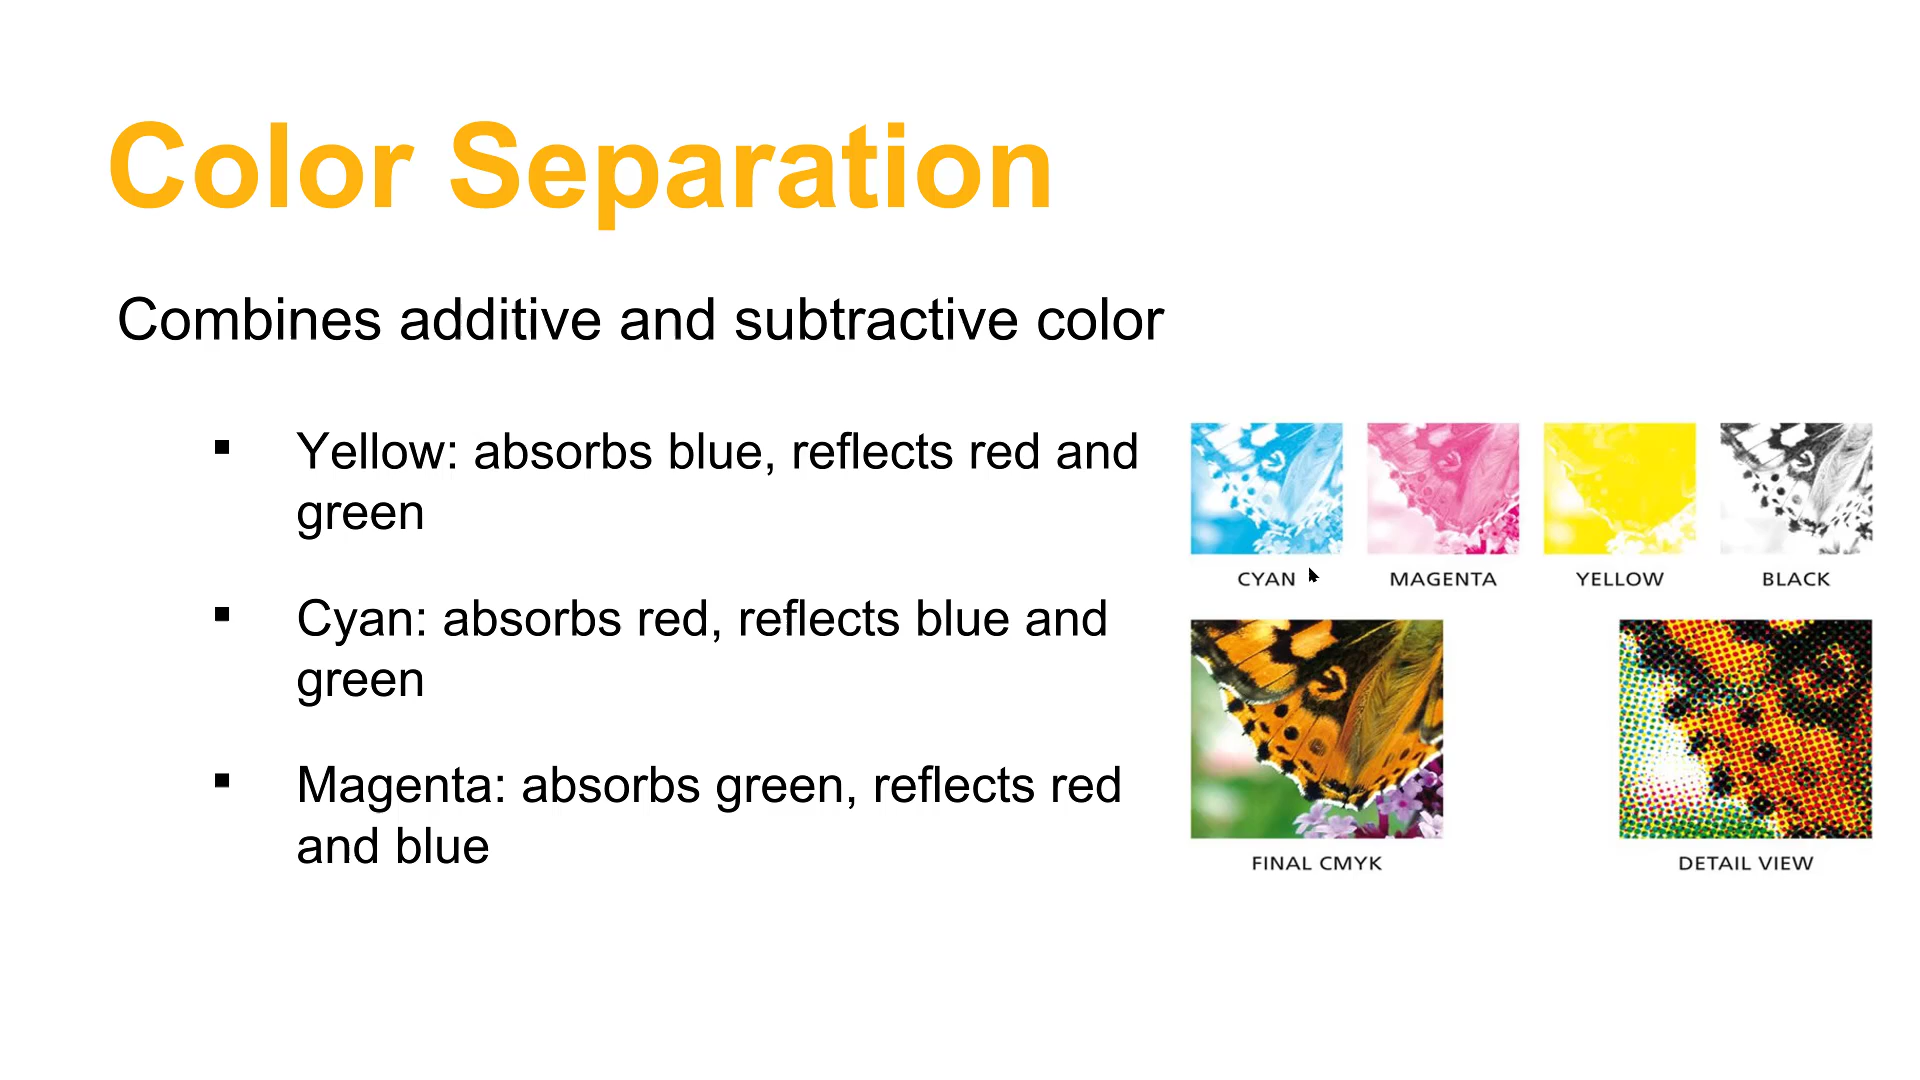 Color Separation
Combines additive and subtractive color
▪ Yellow: absorbs blue, reflects red and
green
▪ Cyan: absorbs red, reflects blue and
green
▪ Magenta: absorbs green, reflects red
and blue
CYAN MAGENTA YELLOW BLACK
FINAL CMYK DETAIL VIEW